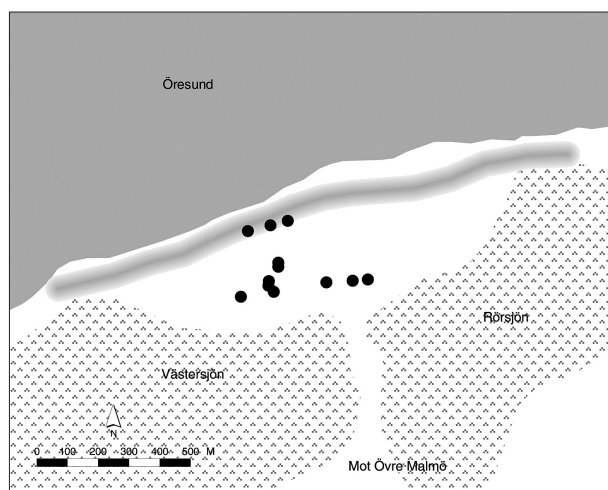 Öresund
Rörsjön
Västersjön
N
0 100 200 300 400 500 M
Mot Övre Malmö